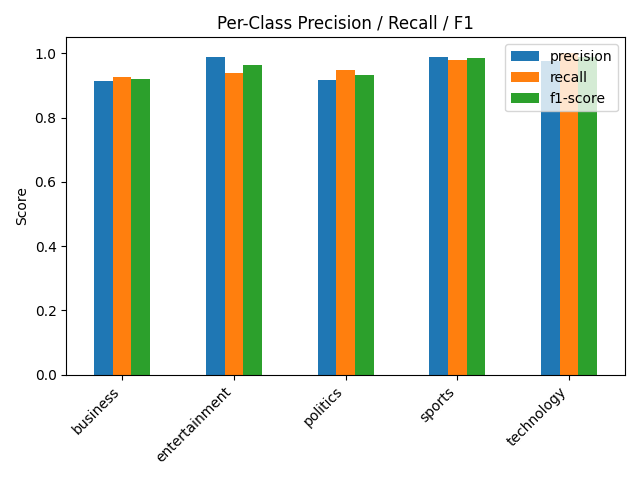 Per-Class Precision / Recall / F1
precision
recall
f1-score
Score
1.0
0.8
0.6
0.4
0.2
0.0
business
entertainment
politics
sports
technology